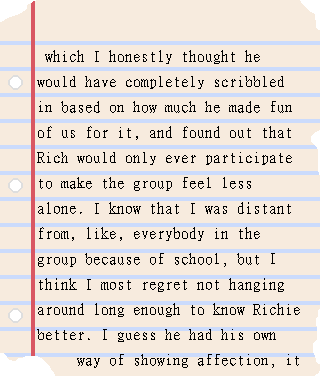 which I honestly thought he
would have completely scribbled
in based on how much he made fun
of us for it, and found out that
Rich would only ever participate
to make the group feel less
alone. I know that I was distant
from, like, everybody in the
group because of school, but I
think I most regret not hanging
around long enough to know Richie
better. I guess he had his own
way of showing affection, it